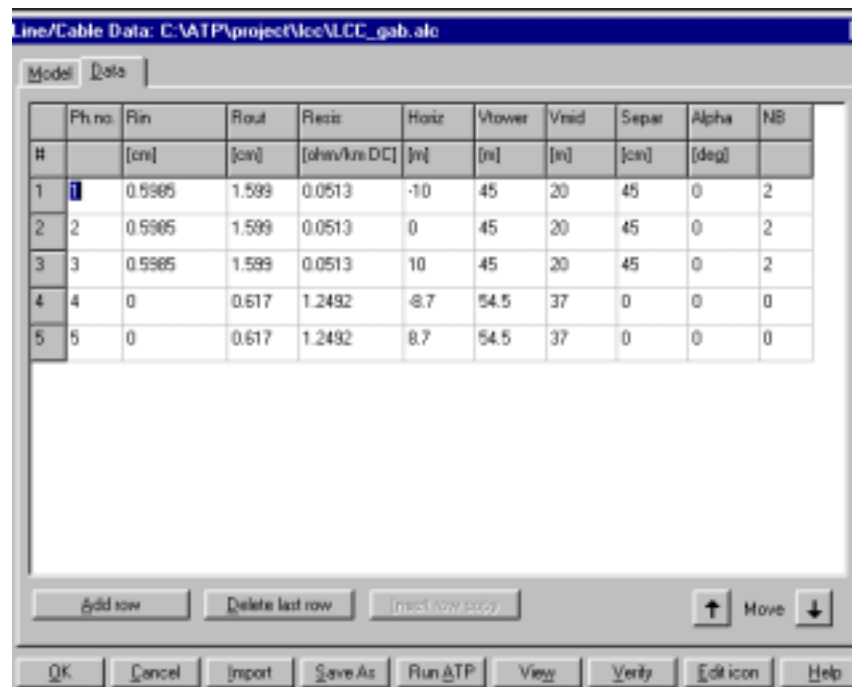 Line/Cable Data: C:\ATP\project\lcc\LCC_gab.alc
Model Data
Ph.no. Rin Rout Resis Horiz Vtower Vmid Separ Alpha NB
# [cm] [cm] [ohm/km DC] [m] [m] [m] [cm] [deg]
1 1 0.5985 1.599 0.0513 -10 45 20 45 0 2
2 2 0.5985 1.599 0.0513 0 45 20 45 0 2
3 3 0.5985 1.599 0.0513 10 45 20 45 0 2
4 4 0 0.617 1.2492 -8.7 54.5 37 0 0 0
5 5 0 0.617 1.2492 8.7 54.5 37 0 0 0
Add row Delete last row Insert row copy Move
OK Cancel Import Save As Run ATP View Verify Edit icon Help